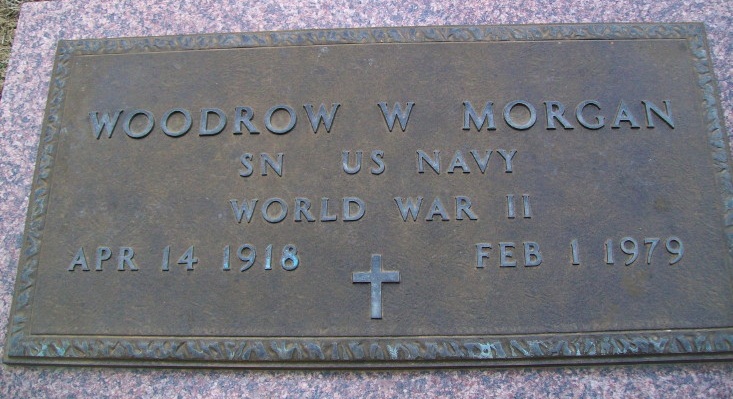 WOODROW W MORGAN
SN US NAVY
WORLD WAR II
APR 14 1918 FEB 1 1979